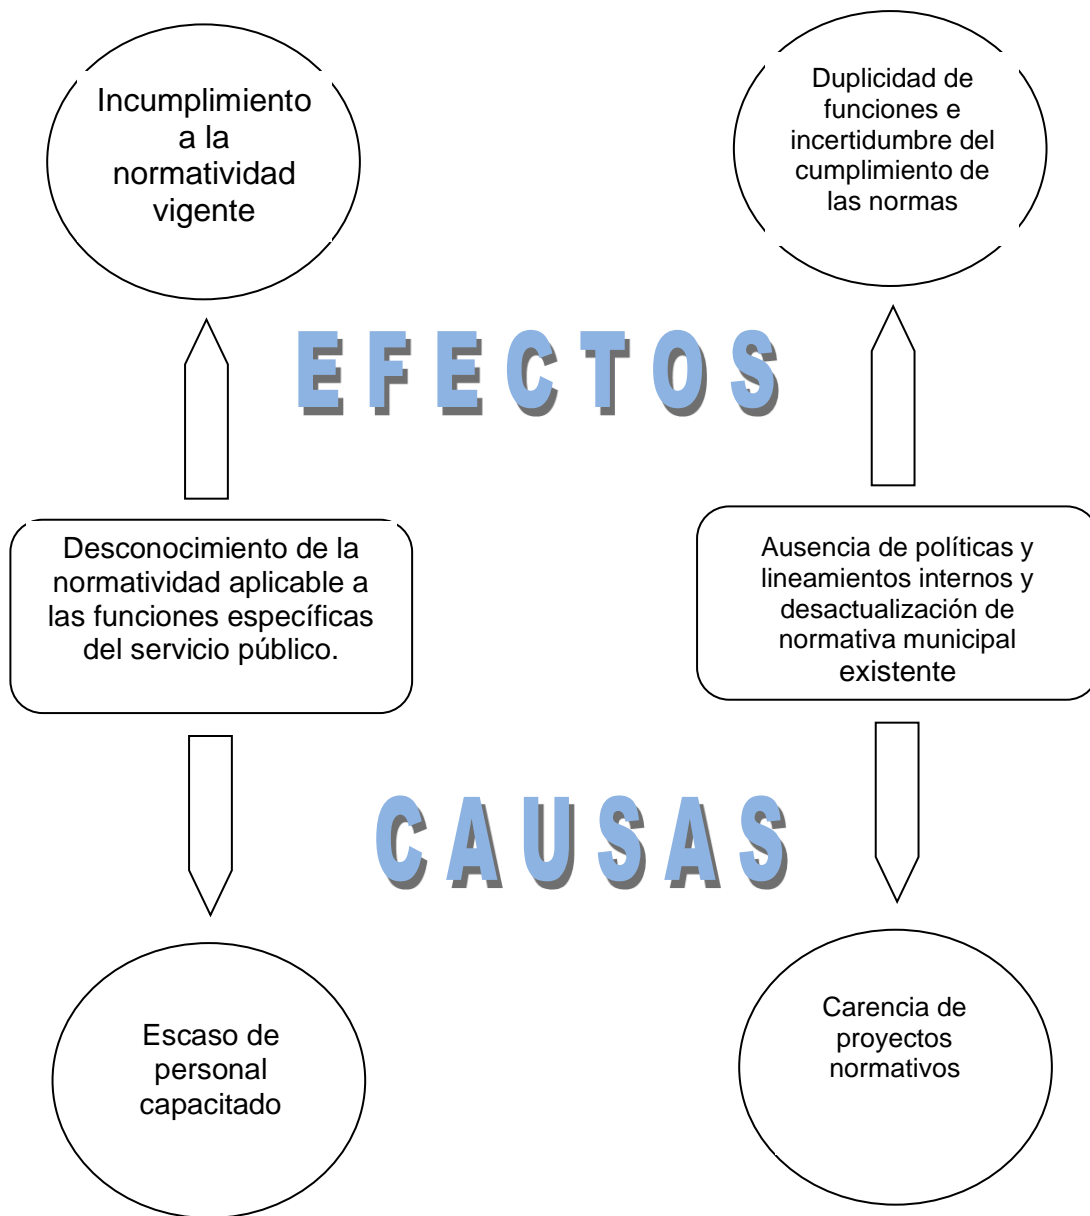 Incumplimiento
a la
normatividad
vigente
Duplicidad de
funciones e
incertidumbre del
cumplimiento de
las normas
EFECTOS
Desconocimiento de la
normatividad aplicable a
las funciones específicas
del servicio público.
Ausencia de políticas y
lineamientos internos y
desactualización de
normativa municipal
existente
CAUSAS
Escaso de
personal
capacitado
Carencia de
proyectos
normativos